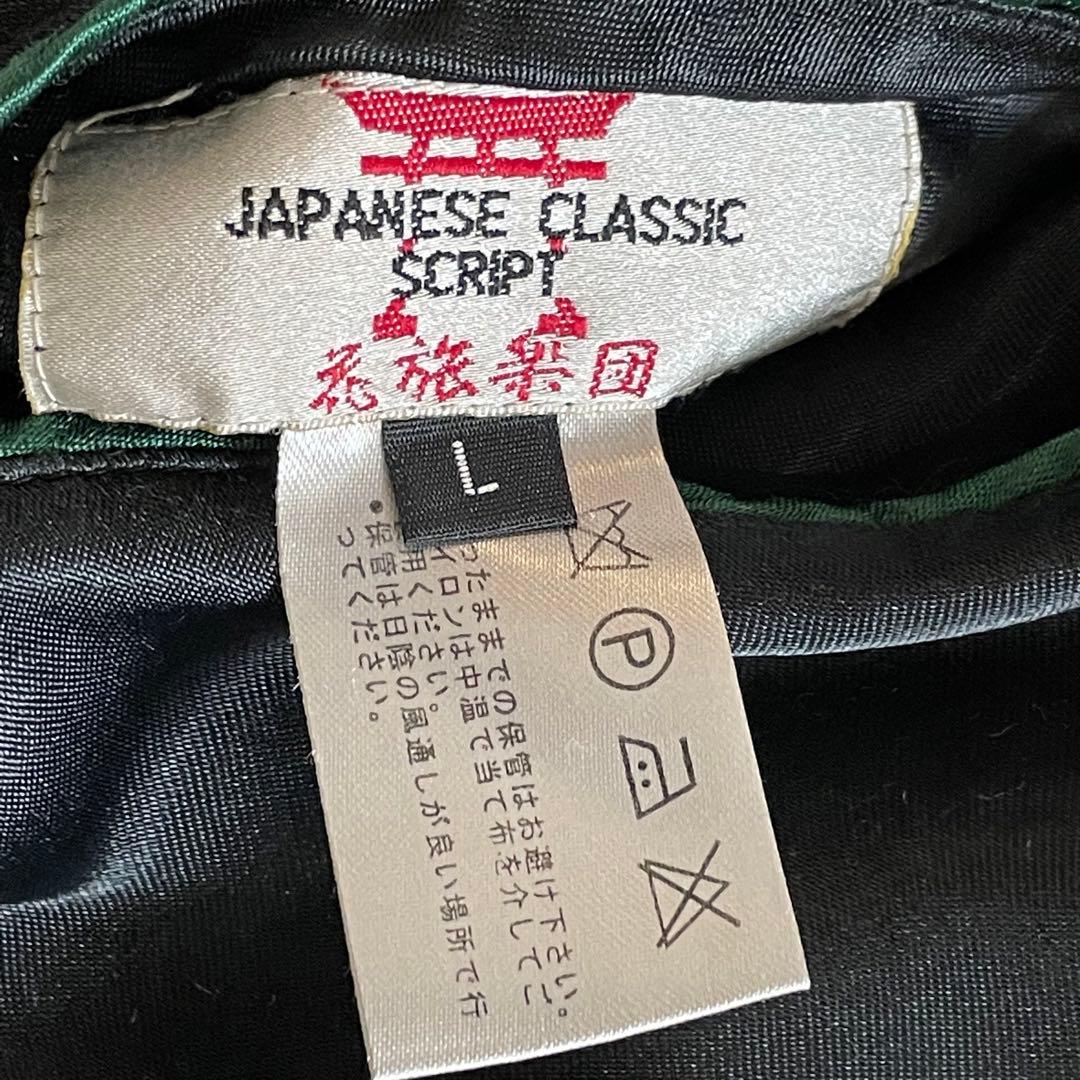 JAPANESE CLASSIC
SCRIPT
花旅楽団
L
ったままでの保管はお避け下さい。
イロンは中温で当て布を介してご
用ください。
•保管は日陰の風通しが良い場所で行
ってください。
P